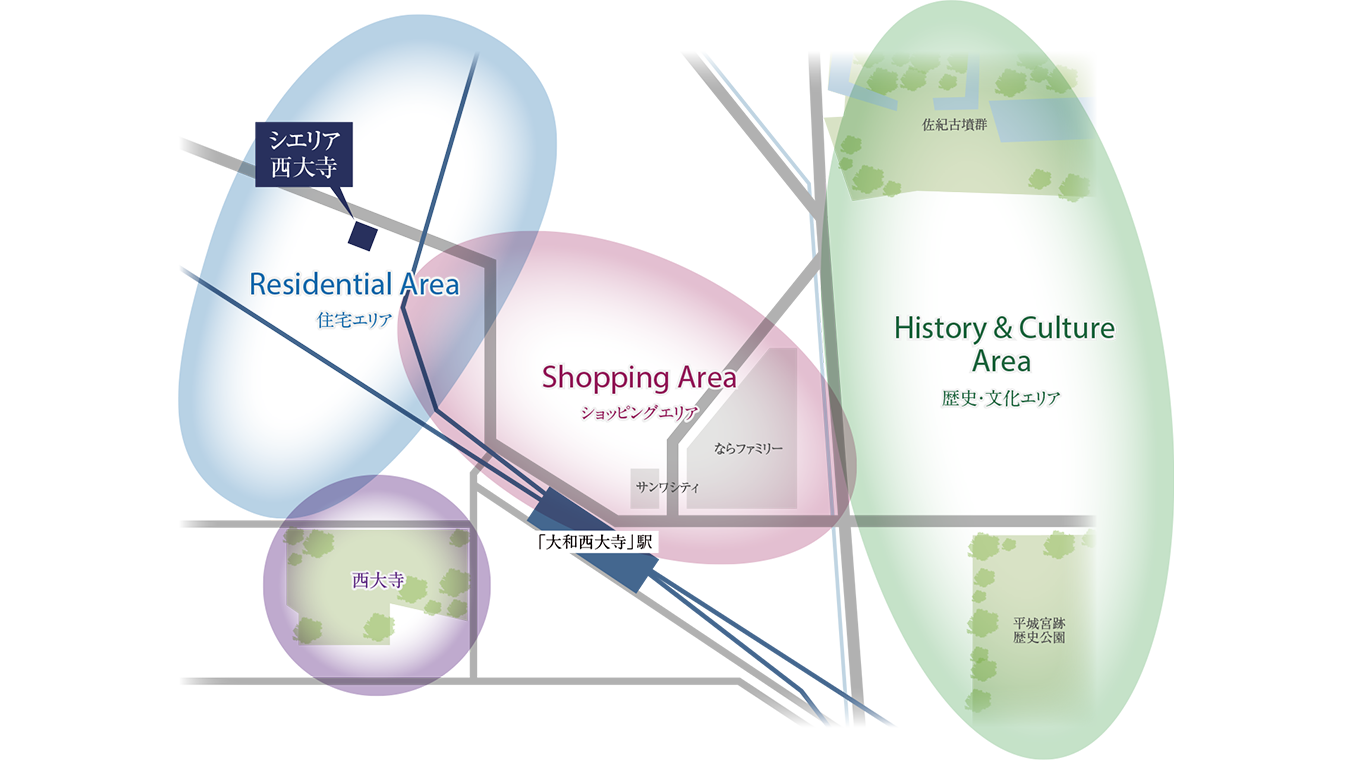 シエリア
西大寺
Residential Area
住宅エリア
Shopping Area
ショッピングエリア
ならファミリー
サンワシティ
「大和西大寺」駅
西大寺
佐紀古墳群
History & Culture
Area
歴史・文化エリア
平城宮跡
歴史公園